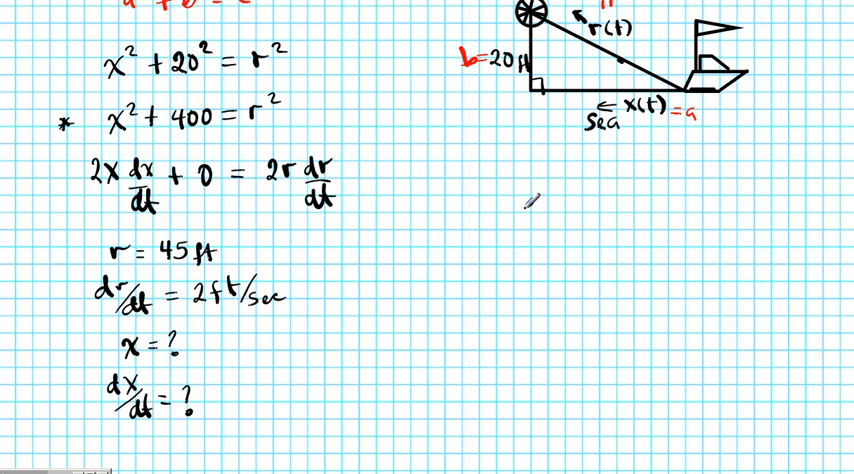 x² + 20² = r²
* x² + 400 = r²
2x dx/dt + 0 = 2r dr/dt
r = 45 ft
dr/dt = 2 ft/sec
x = ?
dx/dt = ?
r(t)
b = 20 ft
← x(t) = a
Sea